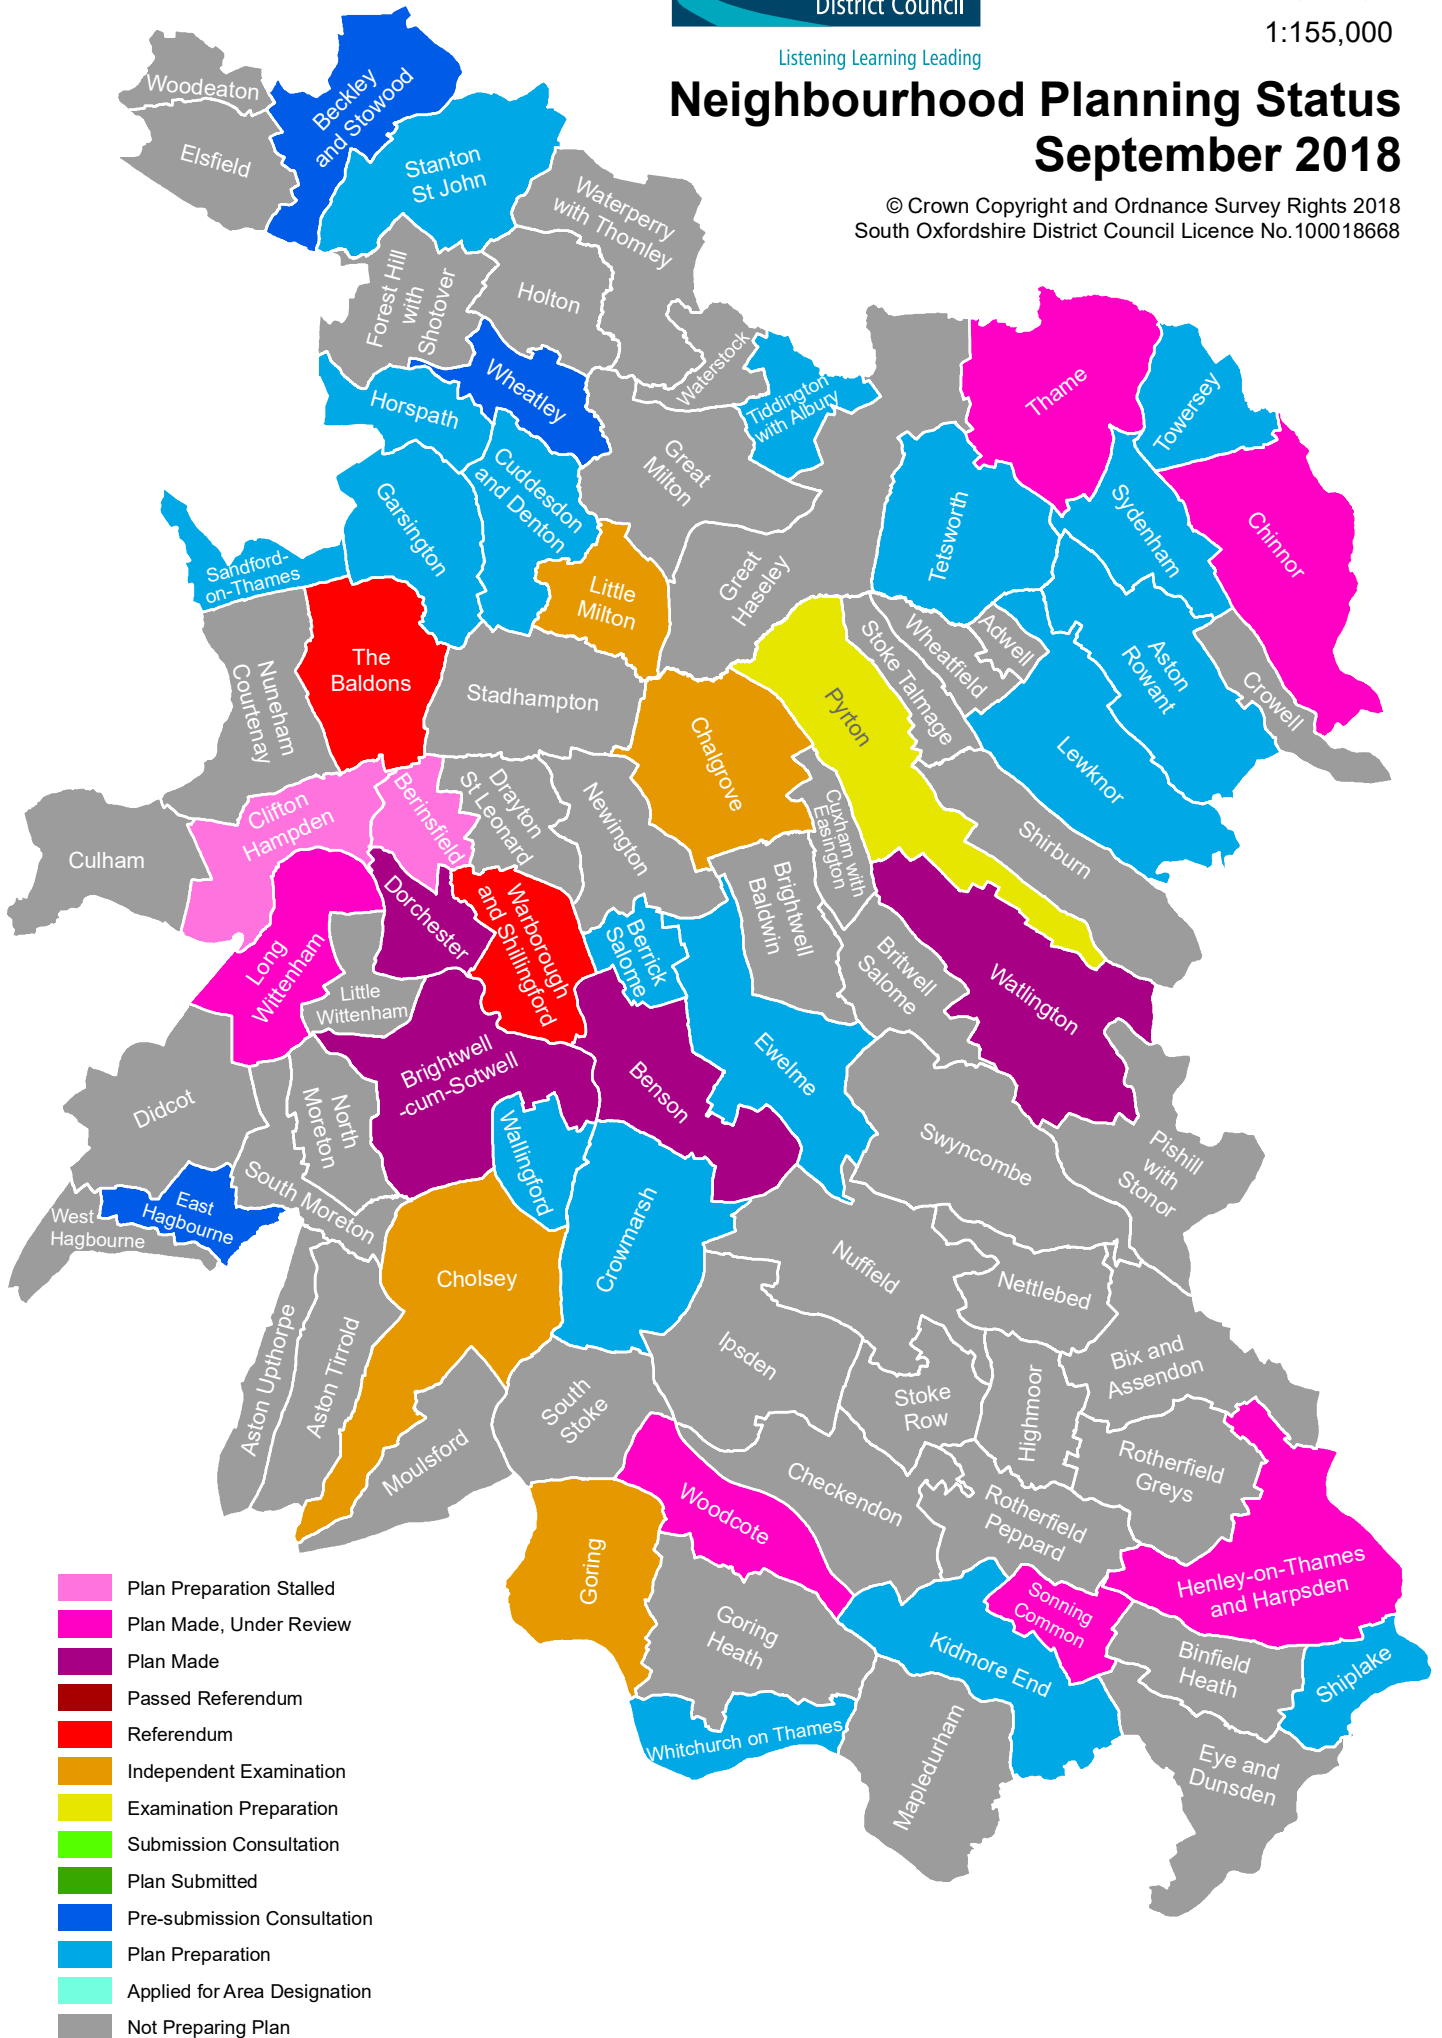 District Council
1:155,000
Listening Learning Leading
Neighbourhood Planning Status
September 2018
© Crown Copyright and Ordnance Survey Rights 2018
South Oxfordshire District Council Licence No.100018668
Woodeaton
Beckley
and Stowood
Elsfield
Stanton
St John
Waterperry
with Thomley
Forest Hill
with
Shotover
Holton
Waterstock
Wheatley
Tiddington
with Albury
Thame
Towersey
Horspath
Great
Milton
Cuddesdon
and Denton
Garsington
Sydenham
Chinnor
Tetsworth
Sandford-
on-Thames
Little
Milton
Great
Haseley
The
Baldons
Nuneham
Courtenay
Stadhampton
Pyrton
Stoke Talmage
Wheatfield
Adwell
Aston
Rowant
Crowell
Chalgrove
Lewknor
Clifton
Hampden
Berinsfield
Drayton
St Leonard
Newington
Cuxham with
Easington
Shirburn
Culham
Brightwell
Baldwin
Dorchester
Warborough
and Shillingford
Long
Wittenham
Berrick
Salome
Britwell
Salome
Watlington
Little
Wittenham
Brightwell
-cum-Sotwell
Benson
Ewelme
Didcot
North
Moreton
Wallingford
Swyncombe
Pishill
with
Stonor
South Moreton
East
Hagbourne
West
Hagbourne
Crowmarsh
Cholsey
Nuffield
Nettlebed
Aston Upthorpe
Aston Tirrold
Ipsden
Bix and
Assendon
South
Stoke
Stoke
Row
Highmoor
Moulsford
Rotherfield
Greys
Checkendon
Woodcote
Rotherfield
Peppard
Goring
Henley-on-Thames
and Harpsden
Sonning
Common
Goring
Heath
Kidmore End
Binfield
Heath
Shiplake
Whitchurch on Thames
Mapledurham
Eye and
Dunsden
Plan Preparation Stalled
Plan Made, Under Review
Plan Made
Passed Referendum
Referendum
Independent Examination
Examination Preparation
Submission Consultation
Plan Submitted
Pre-submission Consultation
Plan Preparation
Applied for Area Designation
Not Preparing Plan